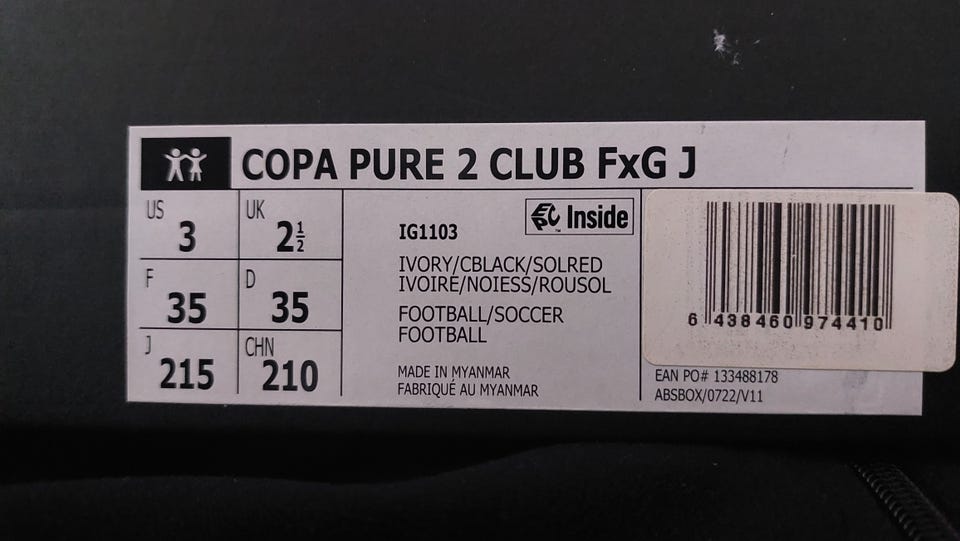 COPA PURE 2 CLUB FxG J
US 3 UK 2½
F 35 D 35
J 215 CHN 210
IG1103
EPC Inside
™
IVORY/CBLACK/SOLRED
IVOIRE/NOIESS/ROUSOL
FOOTBALL/SOCCER
FOOTBALL
MADE IN MYANMAR
FABRIQUÉ AU MYANMAR
6 438460 974410
EAN PO# 133488178
ABSBOX/0722/V11